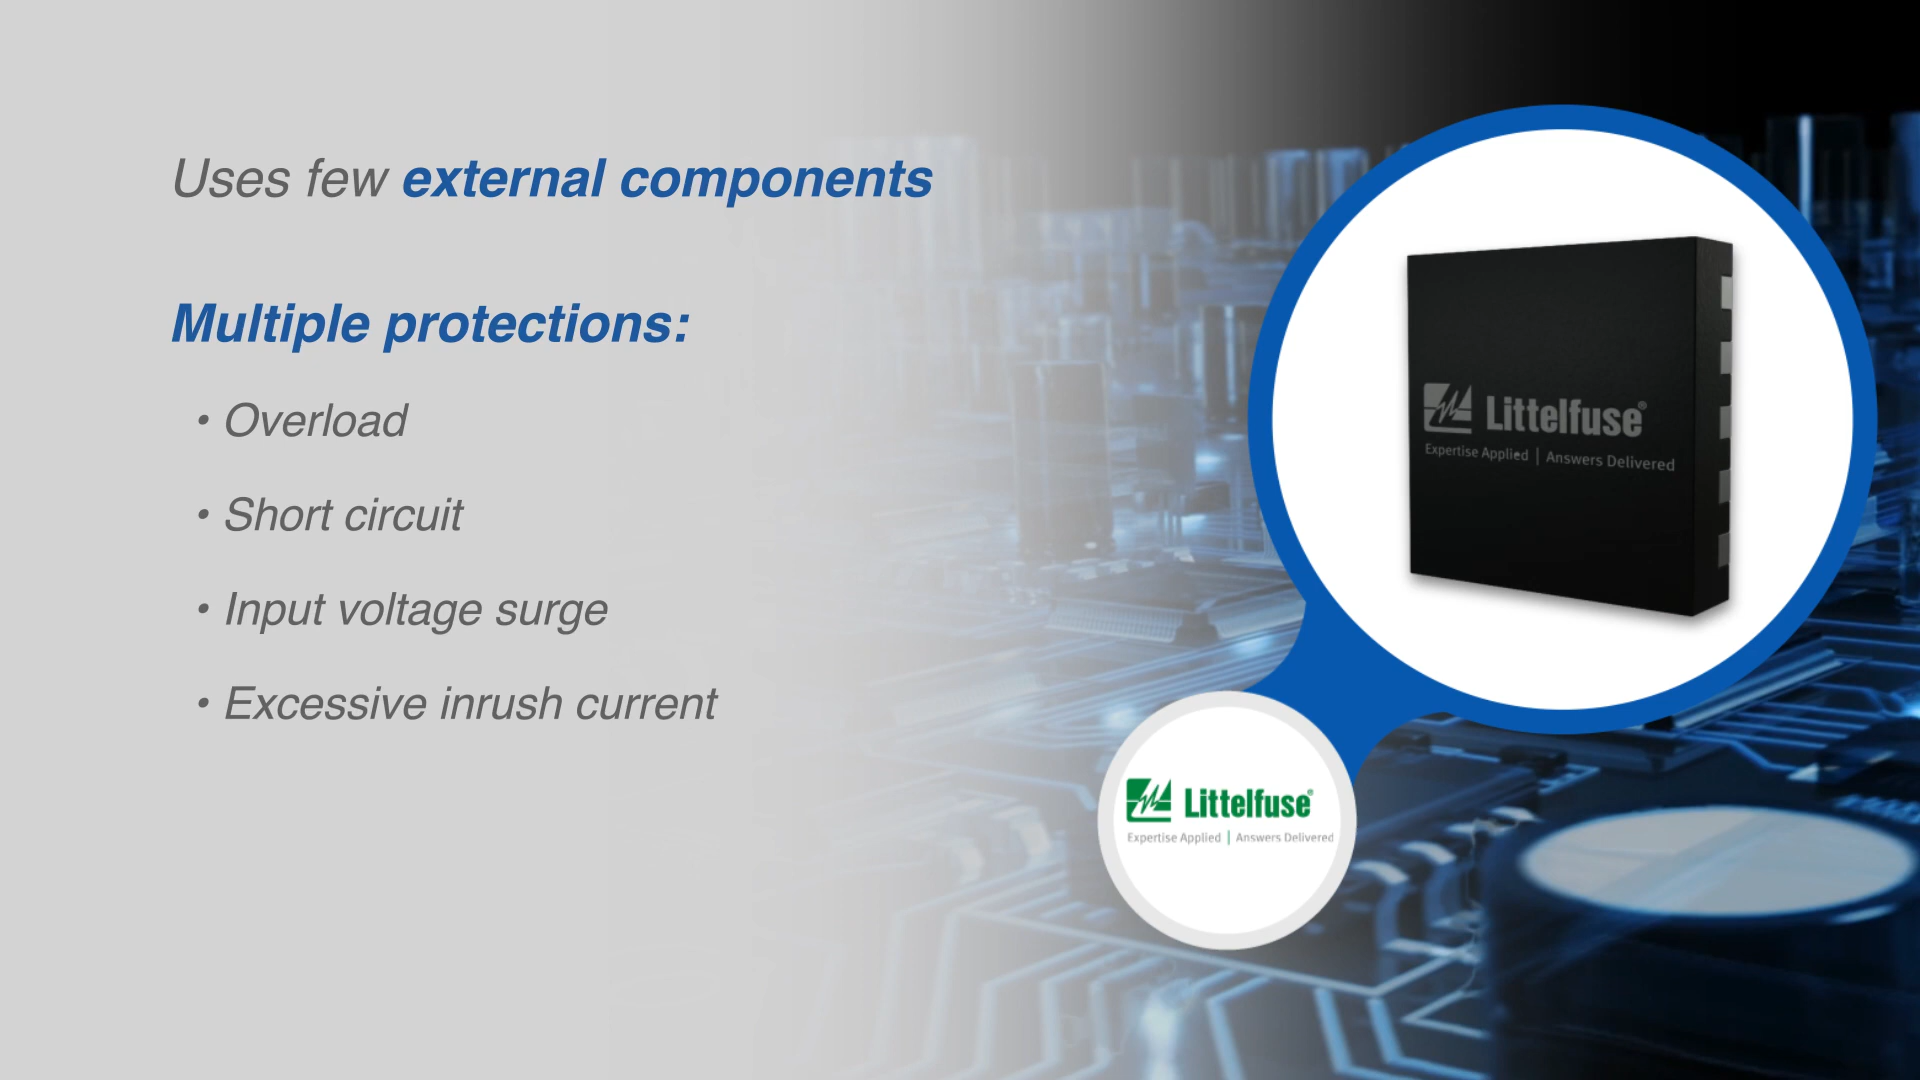 Uses few external components
Multiple protections:
• Overload
• Short circuit
• Input voltage surge
• Excessive inrush current
Littelfuse®
Expertise Applied | Answers Delivered
Littelfuse®
Expertise Applied | Answers Delivered